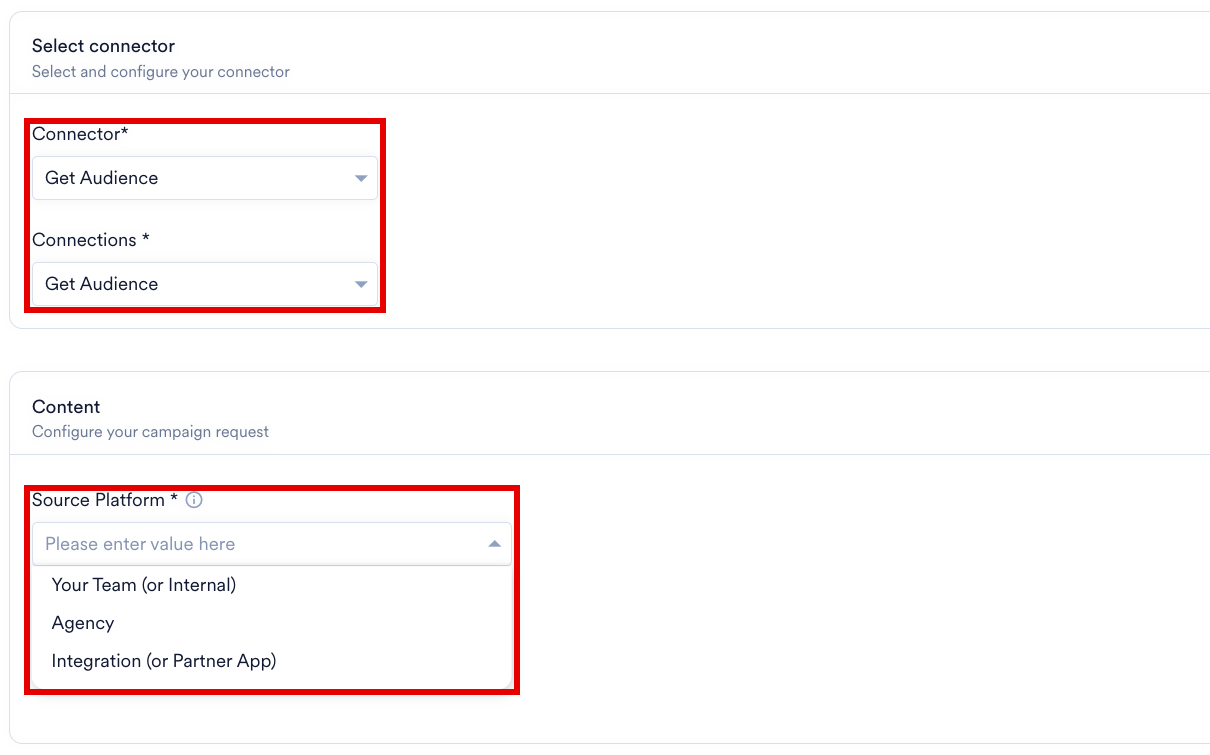 Select connector
Select and configure your connector
Connector*
Get Audience
Connections *
Get Audience
Content
Configure your campaign request
Source Platform *
Please enter value here
Your Team (or Internal)
Agency
Integration (or Partner App)